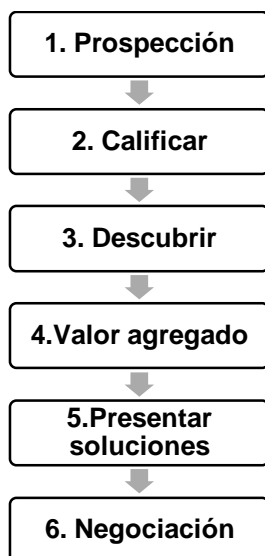 1. Prospección
2. Calificar
3. Descubrir
4.Valor agregado
5.Presentar
soluciones
6. Negociación